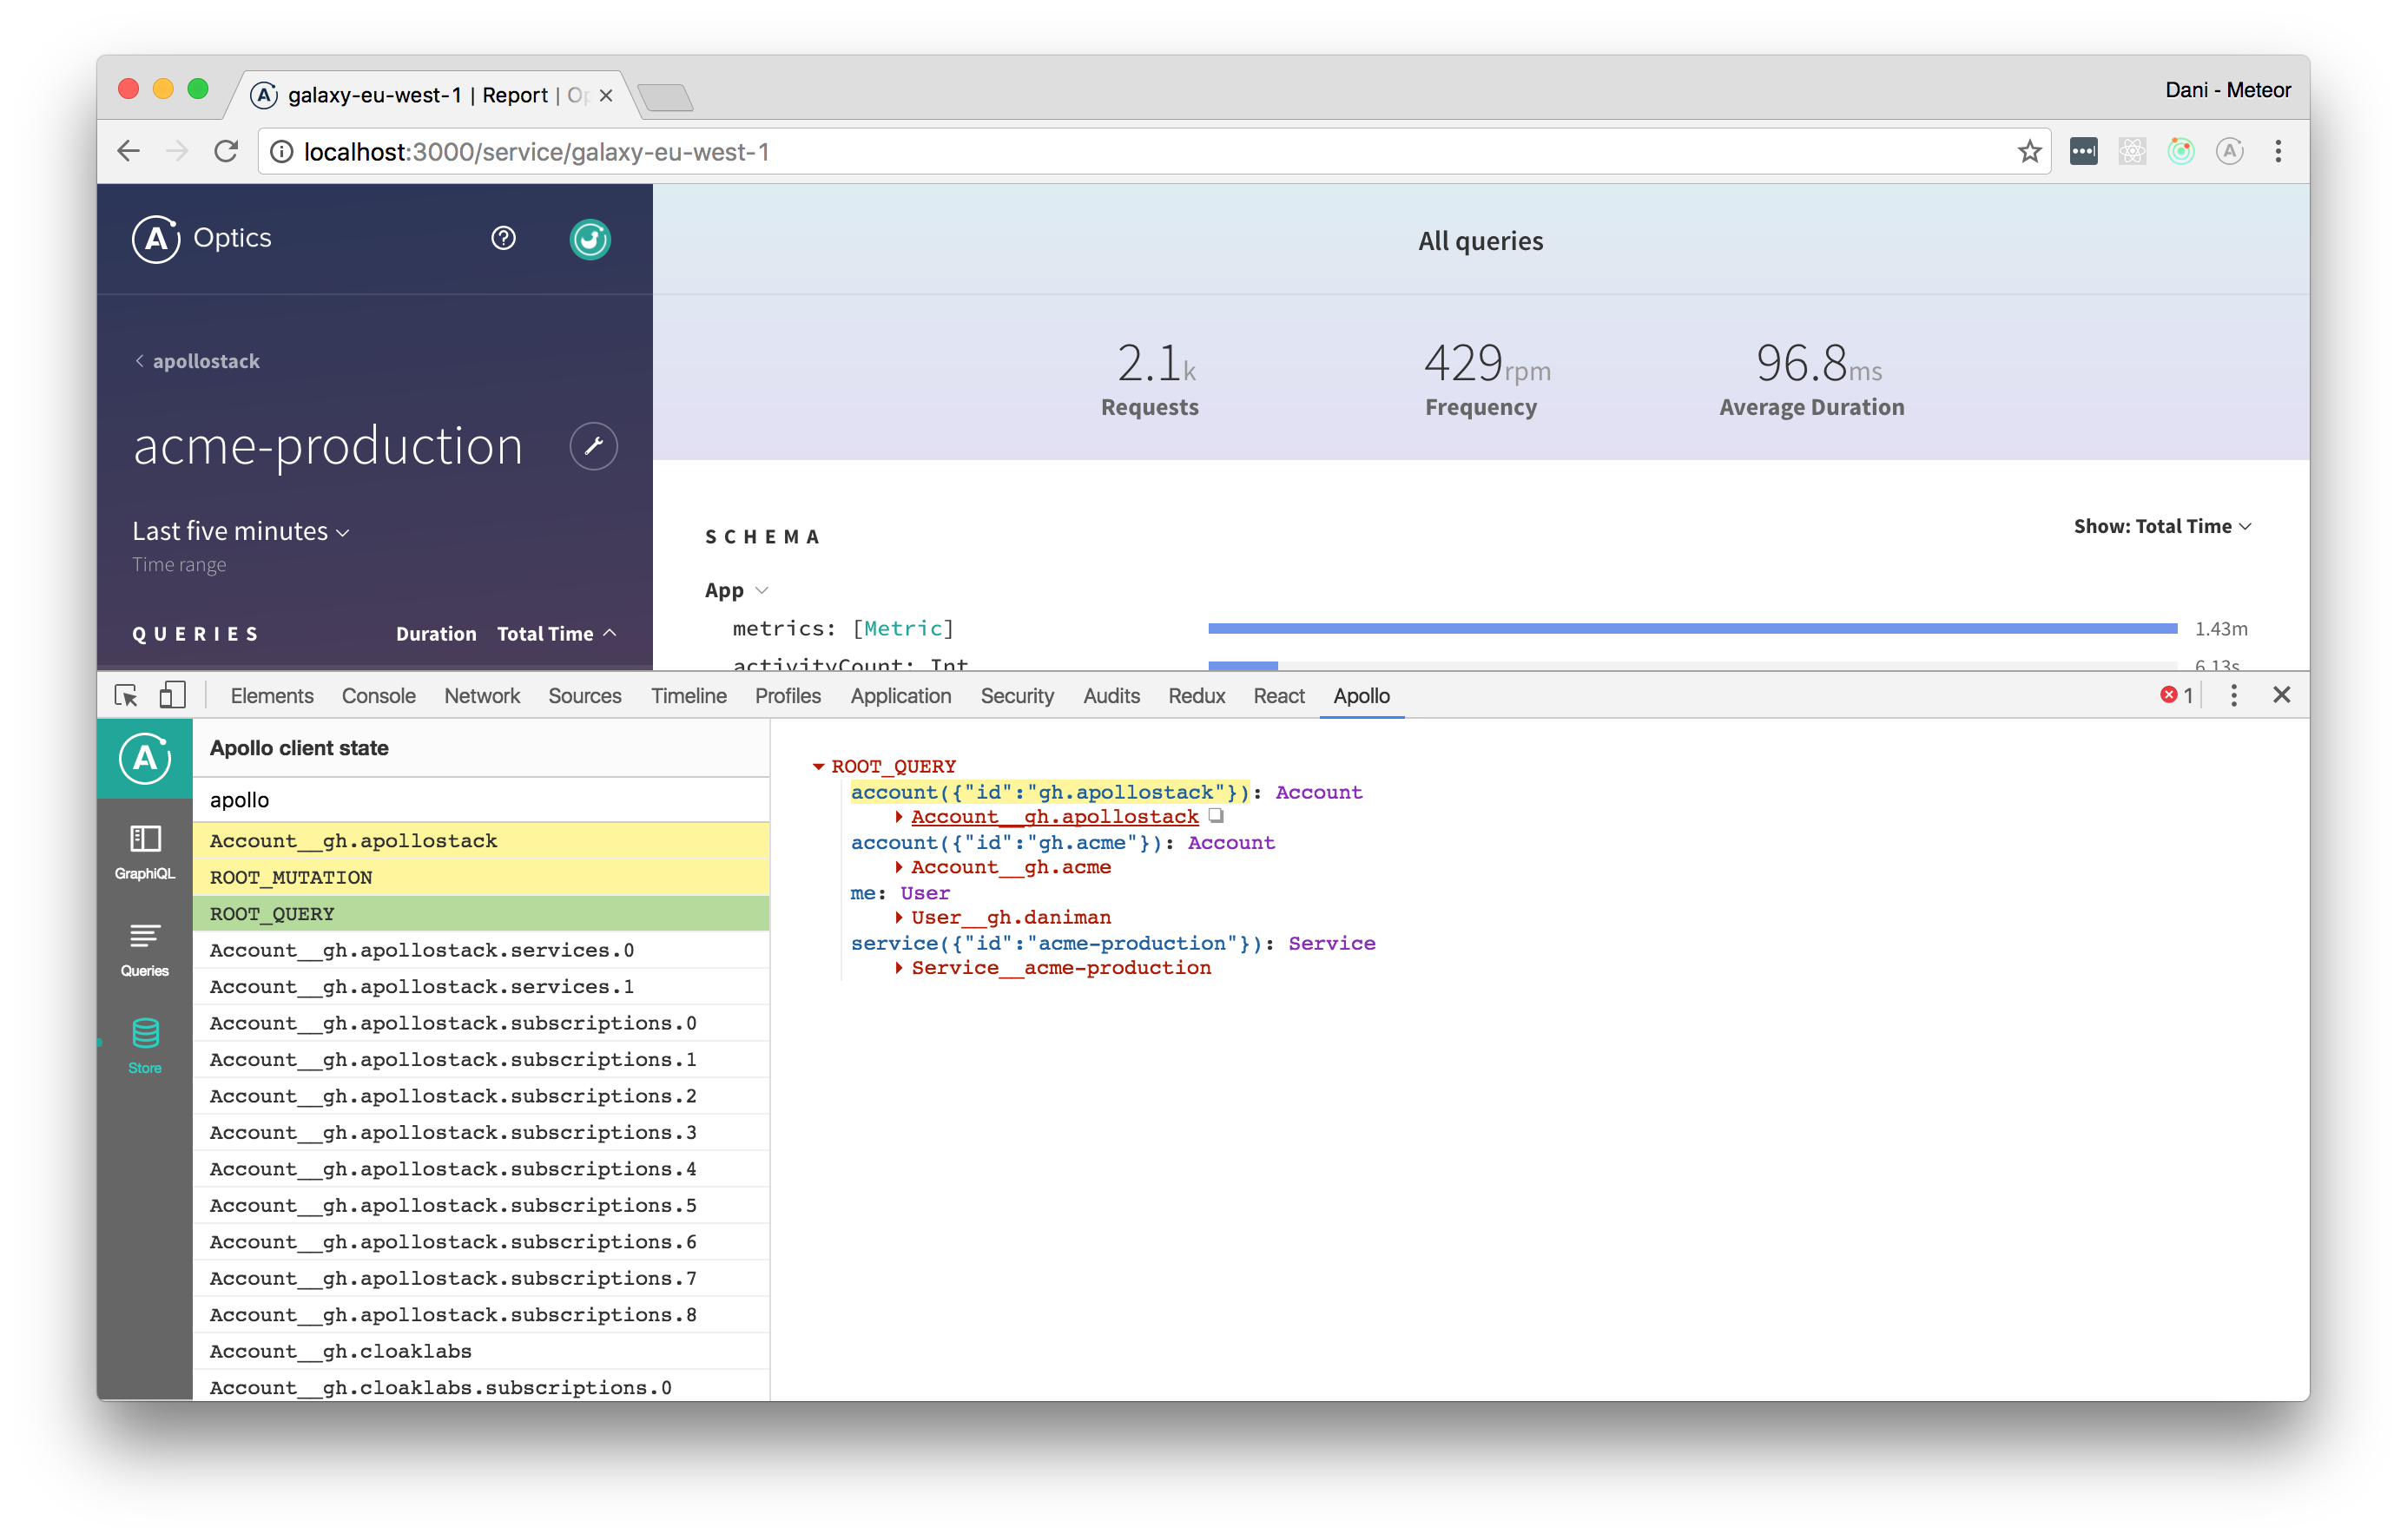 galaxy-eu-west-1 | Report | Op
Dani - Meteor
localhost:3000/service/galaxy-eu-west-1
Optics
All queries
apollostack
2.1k
429rpm
96.8ms
Requests
Frequency
Average Duration
acme-production
Last five minutes
Time range
SCHEMA
Show: Total Time
App
QUERIES
Duration
Total Time
metrics: [Metric]
1.43m
activityCount: Int
6.13s
Elements
Console
Network
Sources
Timeline
Profiles
Application
Security
Audits
Redux
React
Apollo
1
GraphiQL
Queries
Store
Apollo client state
apollo
Account__gh.apollostack
ROOT_MUTATION
ROOT_QUERY
Account__gh.apollostack.services.0
Account__gh.apollostack.services.1
Account__gh.apollostack.subscriptions.0
Account__gh.apollostack.subscriptions.1
Account__gh.apollostack.subscriptions.2
Account__gh.apollostack.subscriptions.3
Account__gh.apollostack.subscriptions.4
Account__gh.apollostack.subscriptions.5
Account__gh.apollostack.subscriptions.6
Account__gh.apollostack.subscriptions.7
Account__gh.apollostack.subscriptions.8
Account__gh.cloaklabs
Account__gh.cloaklabs.subscriptions.0
ROOT_QUERY
account({"id":"gh.apollostack"}): Account
Account__gh.apollostack
account({"id":"gh.acme"}): Account
Account__gh.acme
me: User
User__gh.daniman
service({"id":"acme-production"}): Service
Service__acme-production